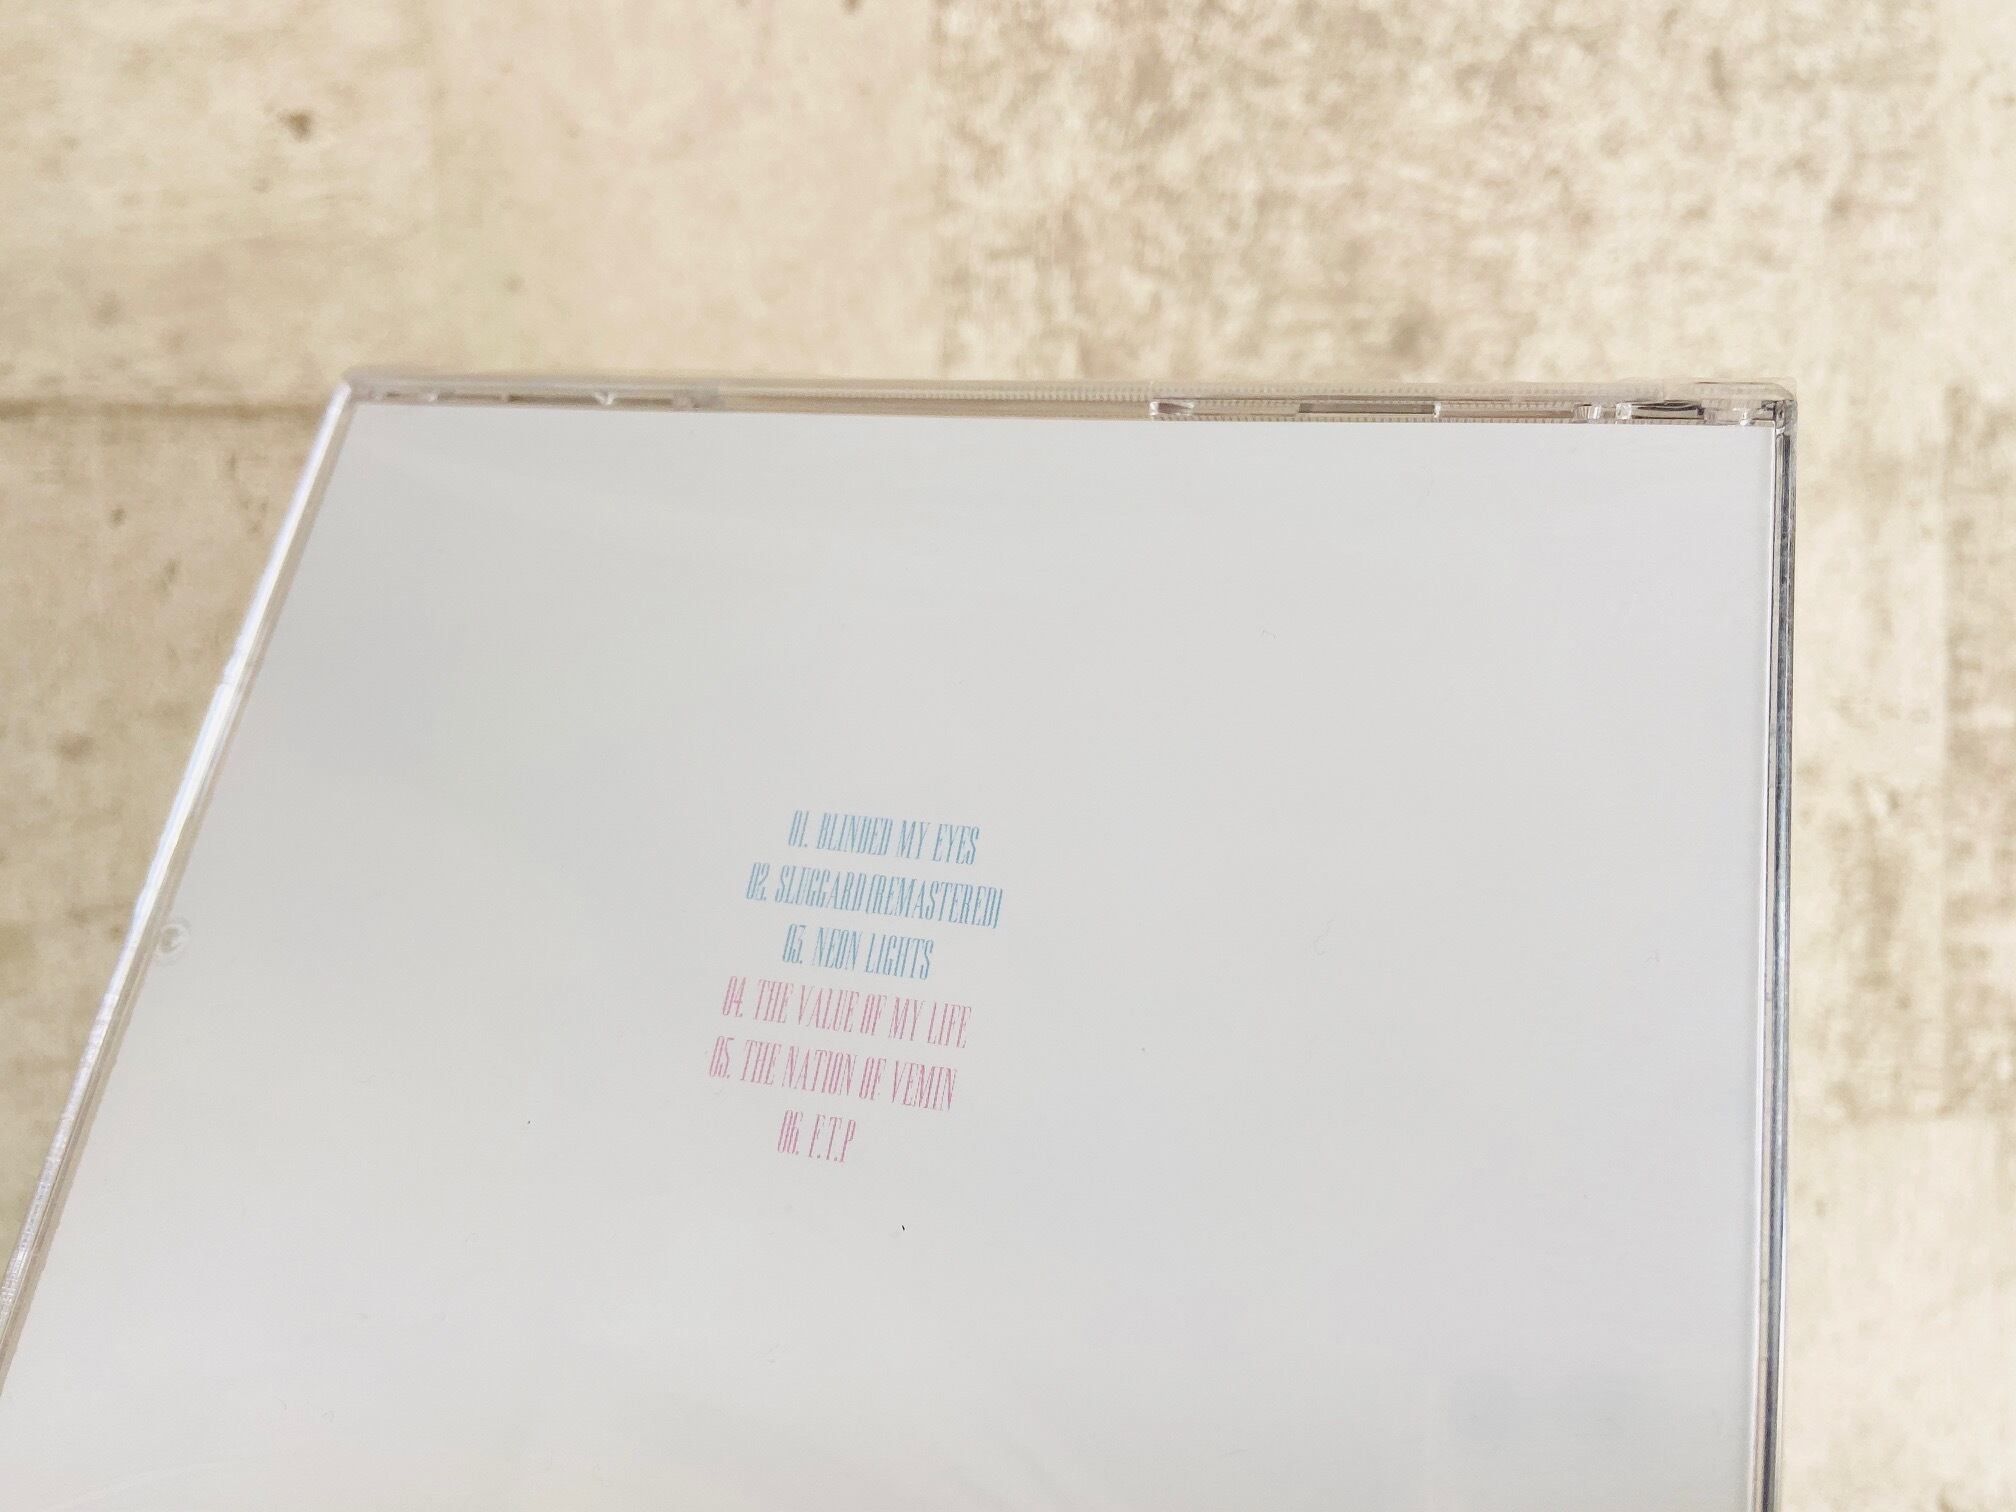 01. BLINDED MY EYES
02. SLUGGARD(REMASTERED)
03. NEON LIGHTS
04. THE VALUE OF MY LIFE
05. THE NATION OF VEMIN
06. F.T.P